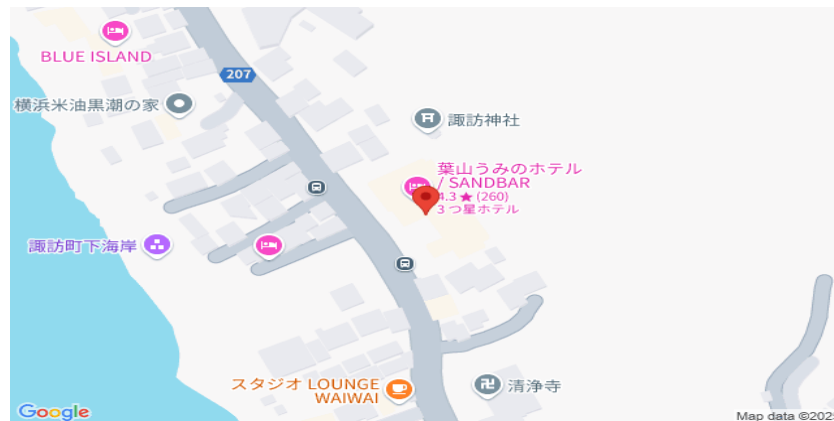 BLUE ISLAND
207
横浜米油黒潮の家
諏訪神社
葉山うみのホテル
/ SANDBAR
4.3 ★ (260)
3 つ星ホテル
諏訪町下海岸
スタジオ LOUNGE
WAIWAI
清浄寺
Google
Map data ©2025